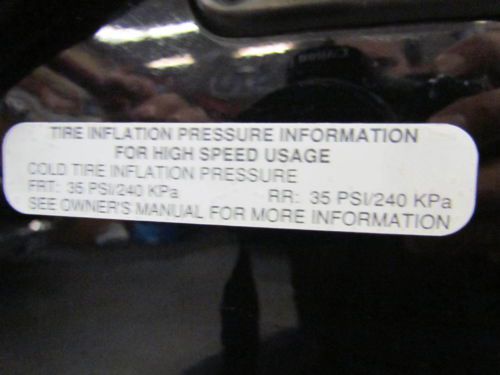 TIRE INFLATION PRESSURE INFORMATION
FOR HIGH SPEED USAGE
COLD TIRE INFLATION PRESSURE
FRT: 35 PSI/240 KPa RR: 35 PSI/240 KPa
SEE OWNER'S MANUAL FOR MORE INFORMATION